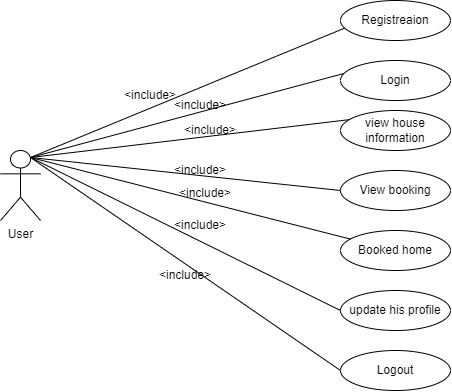 Registreaion
<include>
Login
<include>
view house
information
<include>
<include>
View booking
<include>
User
<include>
Booked home
<include>
update his profile
Logout